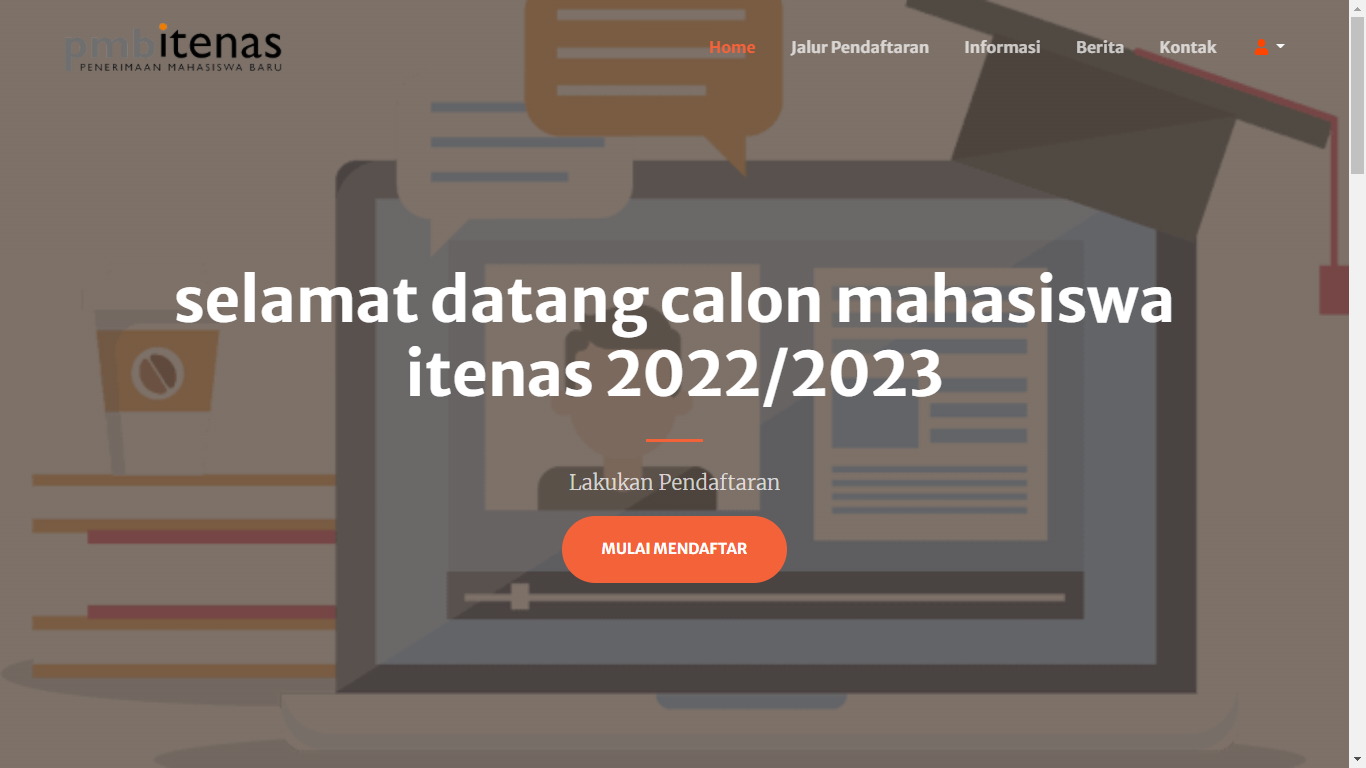 pmbitenas
PENERIMAAN MAHASISWA BARU
Home Jalur Pendaftaran Informasi Berita Kontak
selamat datang calon mahasiswa
itenas 2022/2023
Lakukan Pendaftaran
MULAI MENDAFTAR